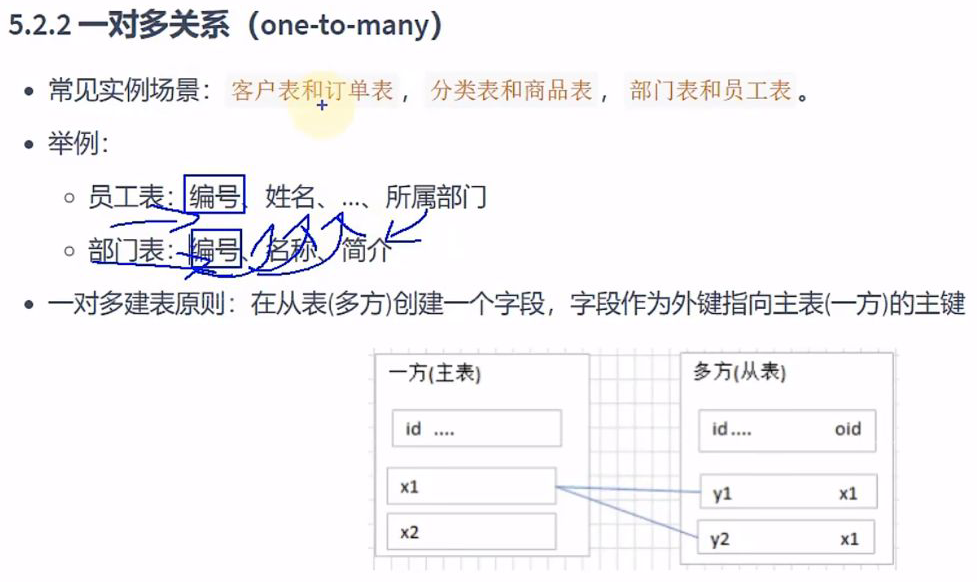 5.2.2 一对多关系（one-to-many）
常见实例场景：客户表和订单表，分类表和商品表，部门表和员工表。
举例：
员工表：编号、姓名、...、所属部门
部门表：编号、名称、简介
一对多建表原则：在从表(多方)创建一个字段，字段作为外键指向主表(一方)的主键
一方(主表)
id ....
x1
x2
多方(从表)
id.... oid
y1 x1
y2 x1